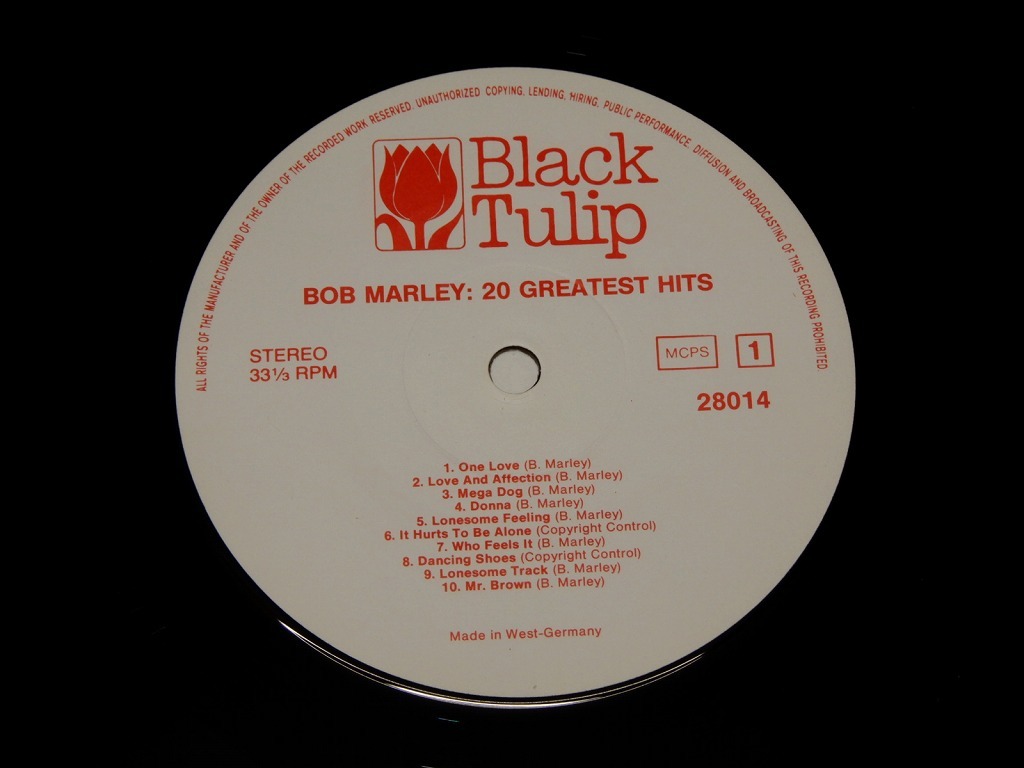 ALL RIGHTS OF THE MANUFACTURER AND OF THE OWNER OF THE RECORDED WORK RESERVED. UNAUTHORIZED COPYING, LENDING, HIRING, PUBLIC PERFORMANCE, DIFFUSION AND BROADCASTING OF THIS RECORDING PROHIBITED.
Black
Tulip
BOB MARLEY: 20 GREATEST HITS
STEREO
33⅓ RPM
MCPS 1
28014
1. One Love (B. Marley)
2. Love And Affection (B. Marley)
3. Mega Dog (B. Marley)
4. Donna (B. Marley)
5. Lonesome Feeling (B. Marley)
6. It Hurts To Be Alone (Copyright Control)
7. Who Feels It (B. Marley)
8. Dancing Shoes (Copyright Control)
9. Lonesome Track (B. Marley)
10. Mr. Brown (B. Marley)
Made in West-Germany